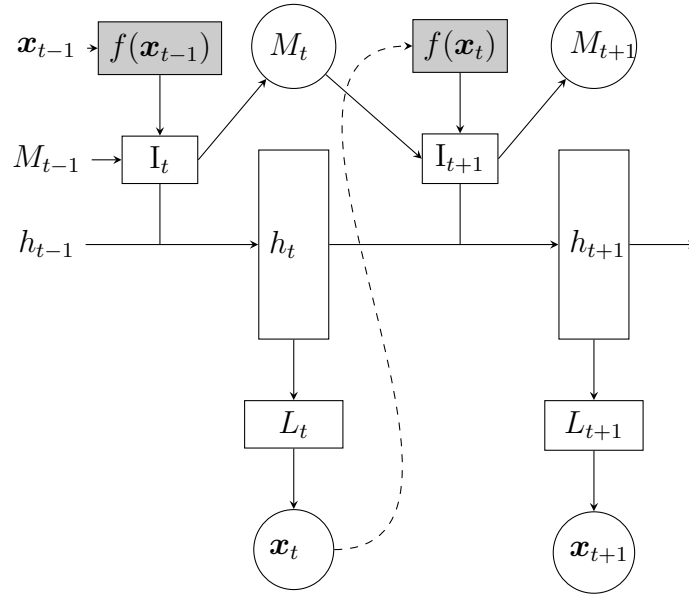 𝒙_{t−1} f(𝒙_{t−1}) M_t f(𝒙_t) M_{t+1}
M_{t−1} I_t I_{t+1}
h_{t−1} h_t h_{t+1}
L_t L_{t+1}
𝒙_t 𝒙_{t+1}